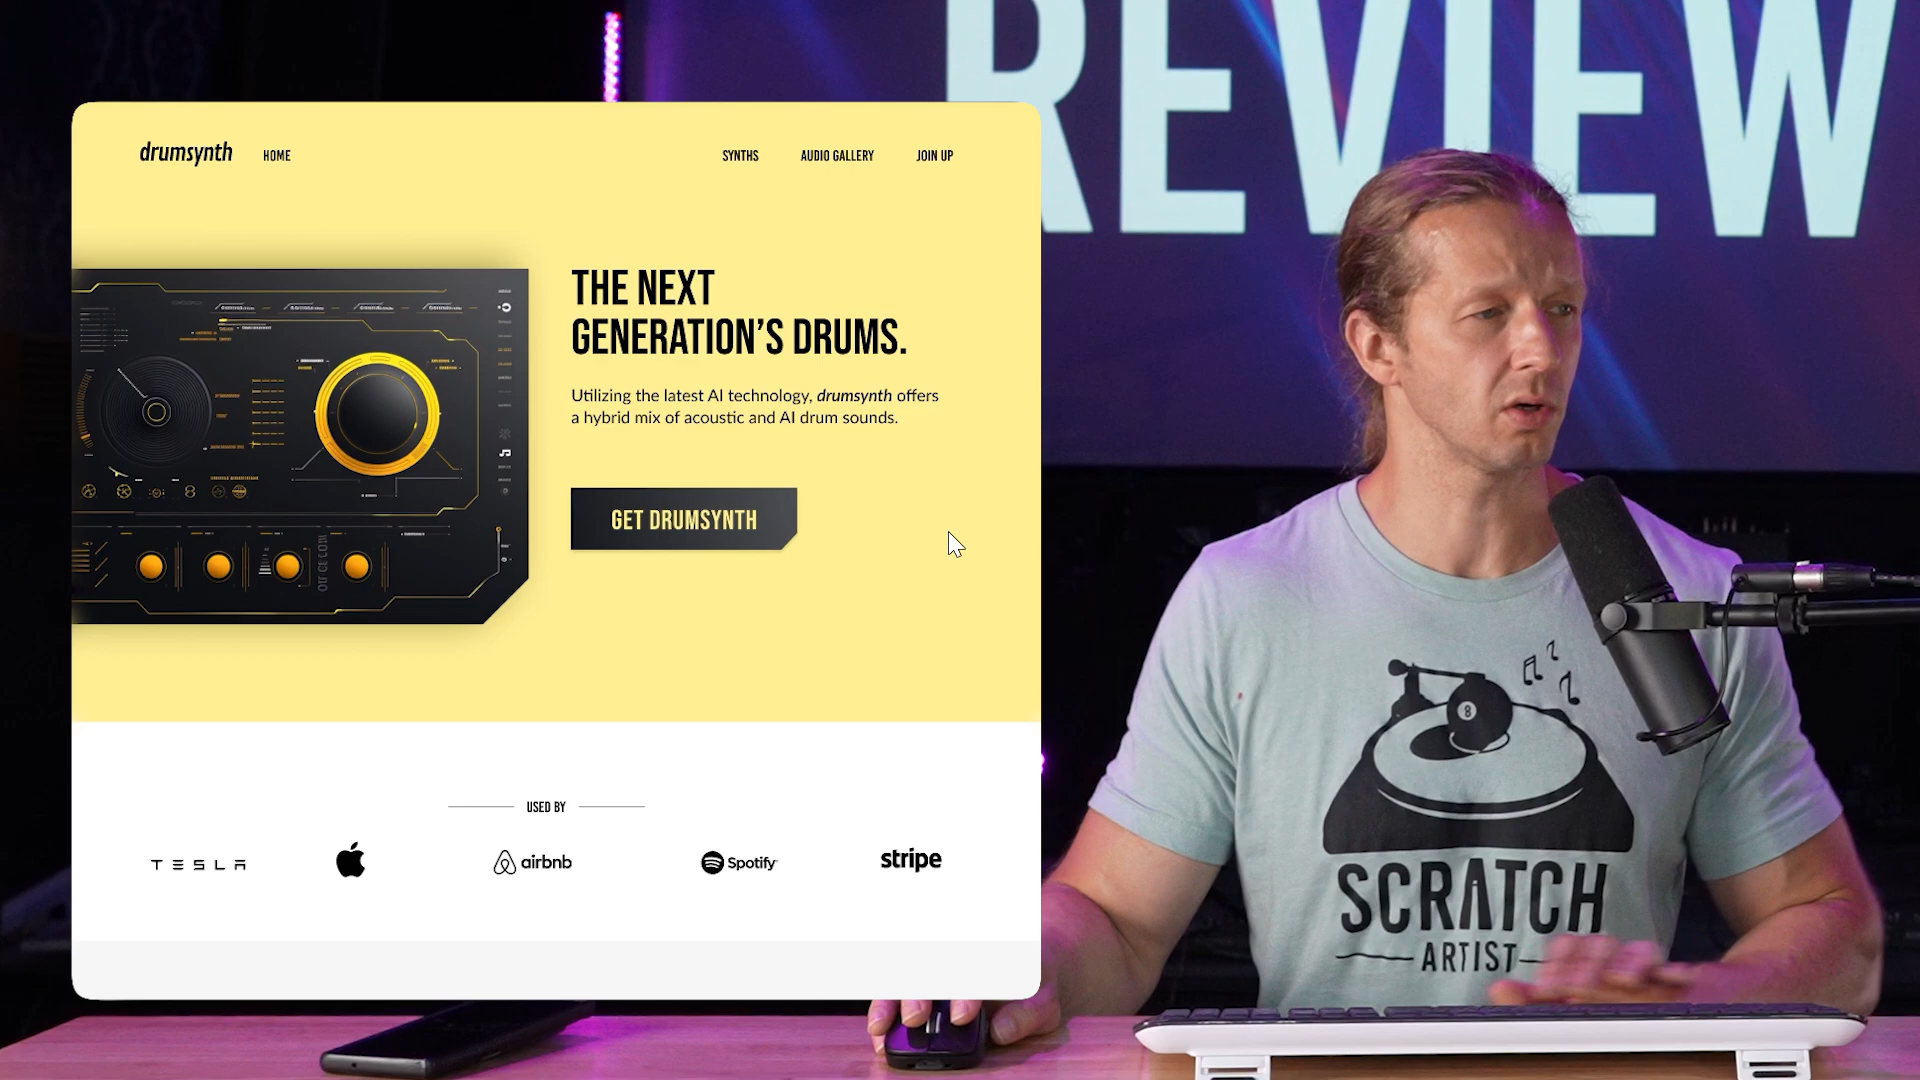 REVIEW
drumsynth HOME SYNTHS AUDIO GALLERY JOIN UP
THE NEXT
GENERATION’S DRUMS.
Utilizing the latest AI technology, drumsynth offers
a hybrid mix of acoustic and AI drum sounds.
GET DRUMSYNTH
USED BY
TESLA airbnb Spotify stripe
8
SCRATCH
ARTIST